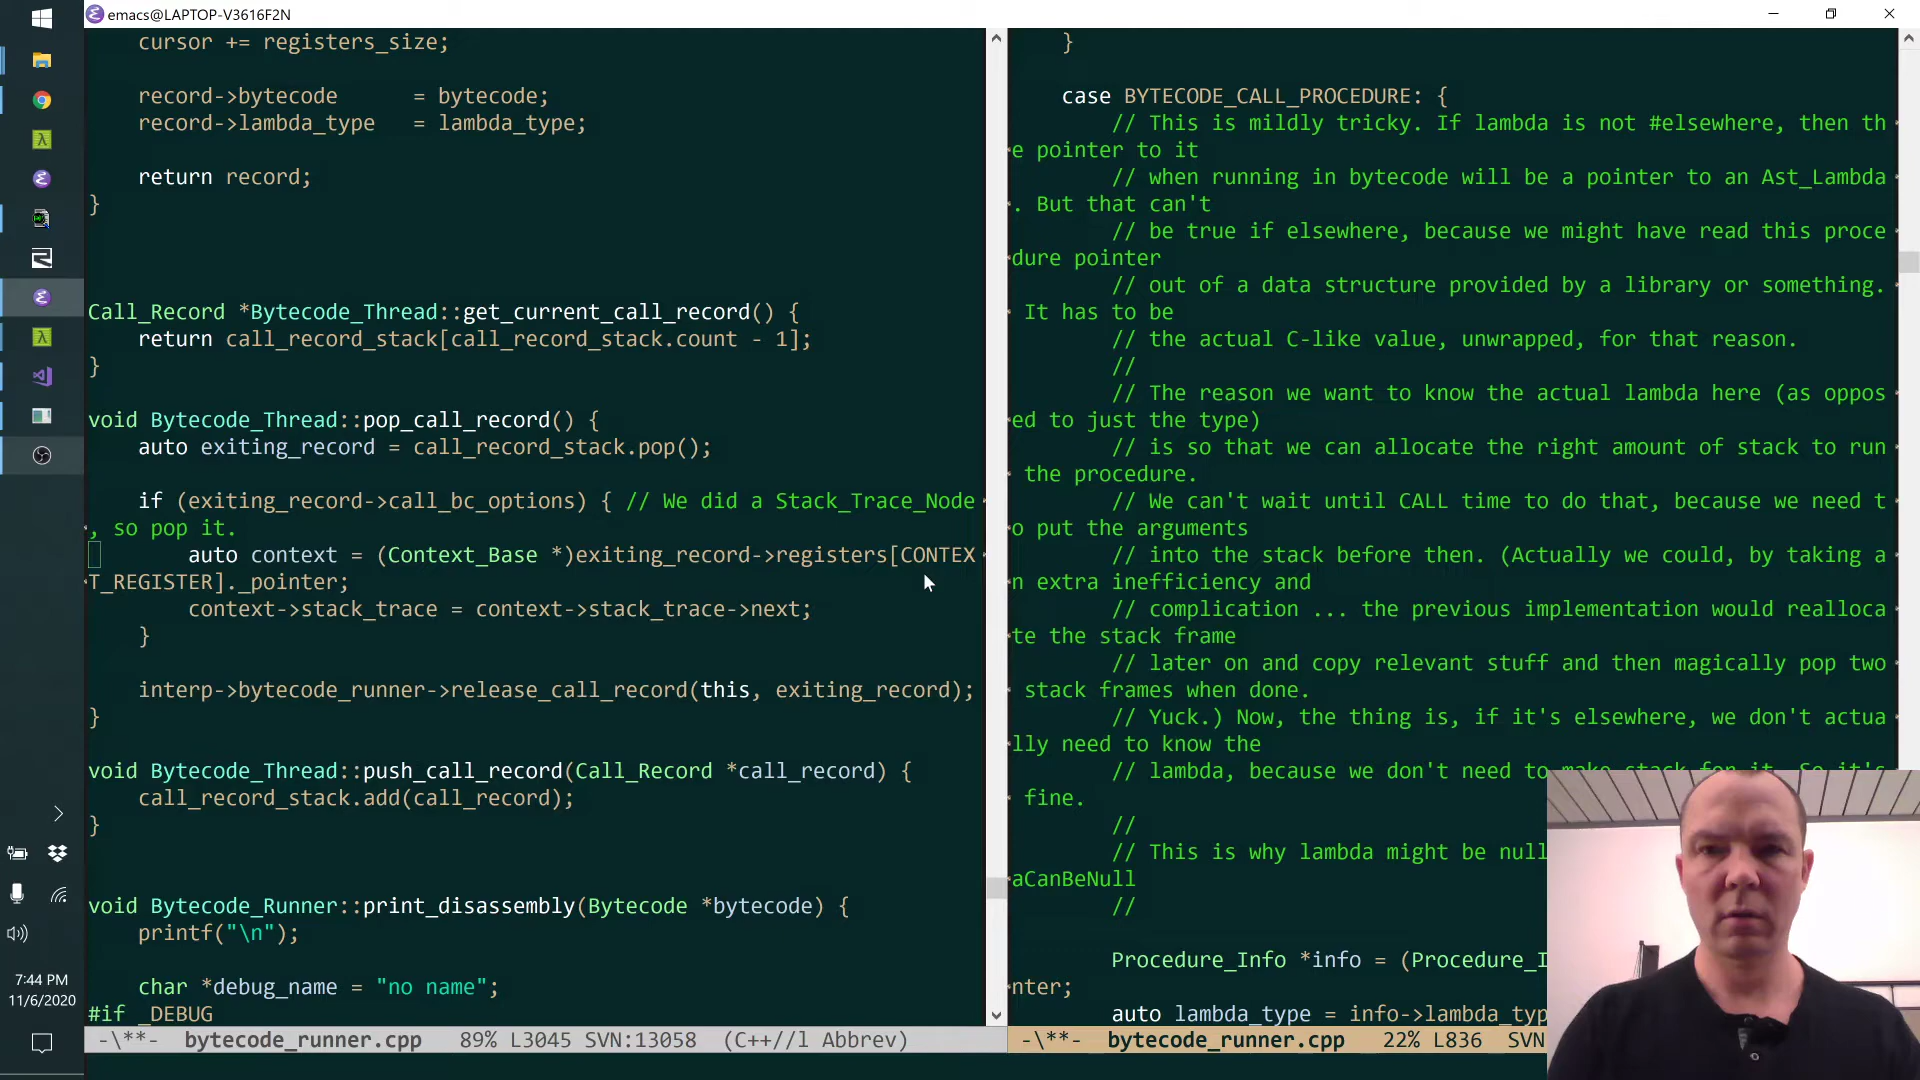 emacs@LAPTOP-V3616F2N
cursor += registers_size;
record->bytecode      = bytecode;
record->lambda_type   = lambda_type;
return record;
}
Call_Record *Bytecode_Thread::get_current_call_record() {
return call_record_stack[call_record_stack.count - 1];
}
void Bytecode_Thread::pop_call_record() {
auto exiting_record = call_record_stack.pop();
if (exiting_record->call_bc_options) { // We did a Stack_Trace_Node
, so pop it.
auto context = (Context_Base *)exiting_record->registers[CONTEX
T_REGISTER]._pointer;
context->stack_trace = context->stack_trace->next;
}
interp->bytecode_runner->release_call_record(this, exiting_record);
}
void Bytecode_Thread::push_call_record(Call_Record *call_record) {
call_record_stack.add(call_record);
}
void Bytecode_Runner::print_disassembly(Bytecode *bytecode) {
printf("\n");
char *debug_name = "no name";
#if _DEBUG
-\**-  bytecode_runner.cpp   89% L3045 SVN:13058  (C++//l Abbrev)
}
case BYTECODE_CALL_PROCEDURE: {
// This is mildly tricky. If lambda is not #elsewhere, then th
e pointer to it
// when running in bytecode will be a pointer to an Ast_Lambda
. But that can't
// be true if elsewhere, because we might have read this proce
dure pointer
// out of a data structure provided by a library or something.
It has to be
// the actual C-like value, unwrapped, for that reason.
//
// The reason we want to know the actual lambda here (as oppos
ed to just the type)
// is so that we can allocate the right amount of stack to run
the procedure.
// We can't wait until CALL time to do that, because we need t
o put the arguments
// into the stack before then. (Actually we could, by taking a
n extra inefficiency and
// complication ... the previous implementation would realloca
te the stack frame
// later on and copy relevant stuff and then magically pop two
stack frames when done.
// Yuck.) Now, the thing is, if it's elsewhere, we don't actua
lly need to know the
// lambda, because we don't need to make stack for it. So it's
fine.
//
// This is why lambda might be null
aCanBeNull
//
Procedure_Info *info = (Procedure_I
nter;
auto lambda_type = info->lambda_typ
-\**-  bytecode_runner.cpp   22% L836  SVN
7:44 PM
11/6/2020